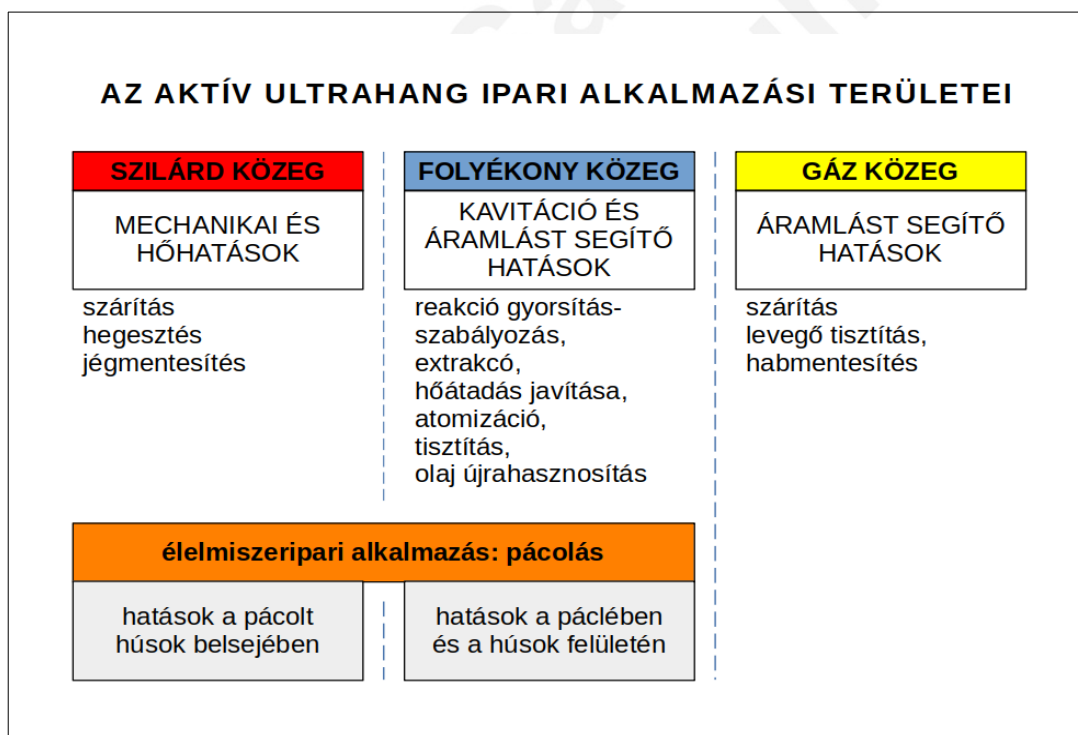 AZ AKTÍV ULTRAHANG IPARI ALKALMAZÁSI TERÜLETEI
SZILÁRD KÖZEG
MECHANIKAI ÉS
HŐHATÁSOK
szárítás
hegesztés
jégmentesítés
FOLYÉKONY KÖZEG
KAVITÁCIÓ ÉS
ÁRAMLÁST SEGÍTŐ
HATÁSOK
reakció gyorsítás-
szabályozás,
extrakcó,
hőátadás javítása,
atomizáció,
tisztítás,
olaj újrahasznosítás
GÁZ KÖZEG
ÁRAMLÁST SEGÍTŐ
HATÁSOK
szárítás
levegő tisztítás,
habmentesítés
élelmiszeripari alkalmazás: pácolás
hatások a pácolt
húsok belsejében
hatások a páclében
és a húsok felületén